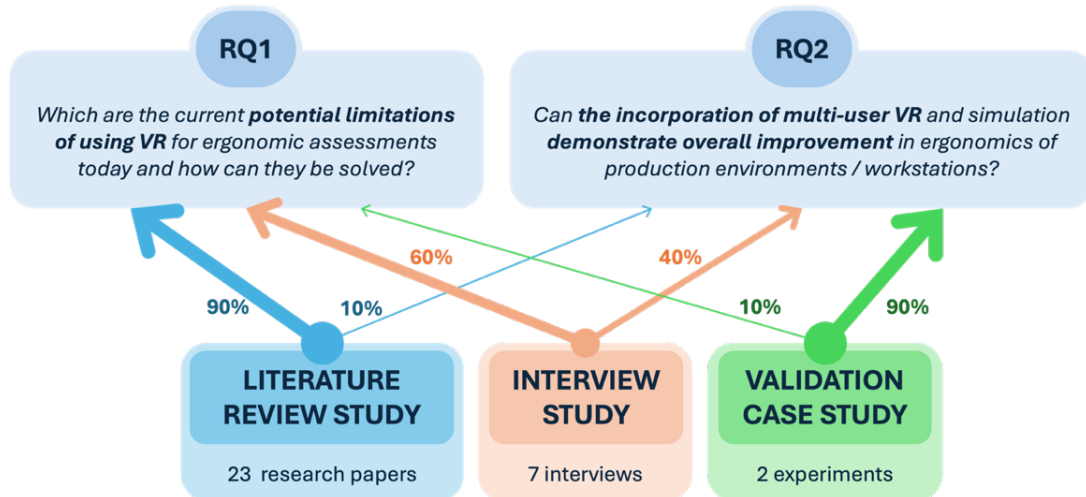 RQ1
Which are the current potential limitations
of using VR for ergonomic assessments
today and how can they be solved?
RQ2
Can the incorporation of multi-user VR and simulation
demonstrate overall improvement in ergonomics of
production environments / workstations?
90%
10%
60%
40%
10%
90%
LITERATURE
REVIEW STUDY
23 research papers
INTERVIEW
STUDY
7 interviews
VALIDATION
CASE STUDY
2 experiments